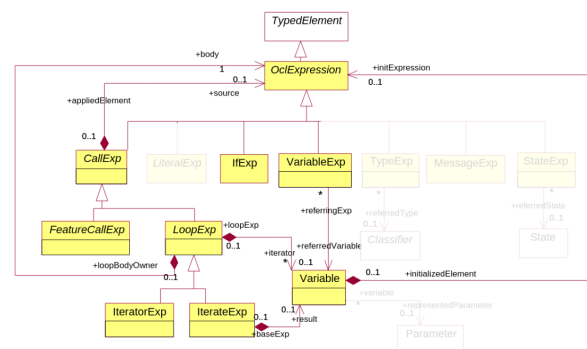 TypedElement
+body
1
OclExpression
+initExpression
0..1
0..1
+source
+appliedElement
0..1
CallExp
LiteralExp
IfExp
VariableExp
TypeExp
MessageExp
StateExp
*
*
*
+referringExp
+referredType
0..1
+referredState
0..1
FeatureCallExp
LoopExp
+loopExp
0..1
Classifier
State
+referredVariable
+iterator
*
0..1
+loopBodyOwner
0..1
Variable
0..1
+initializedElement
IteratorExp
IterateExp
0..1
+result
0..1
+baseExp
+variable
*
+representedParameter
0..1
Parameter